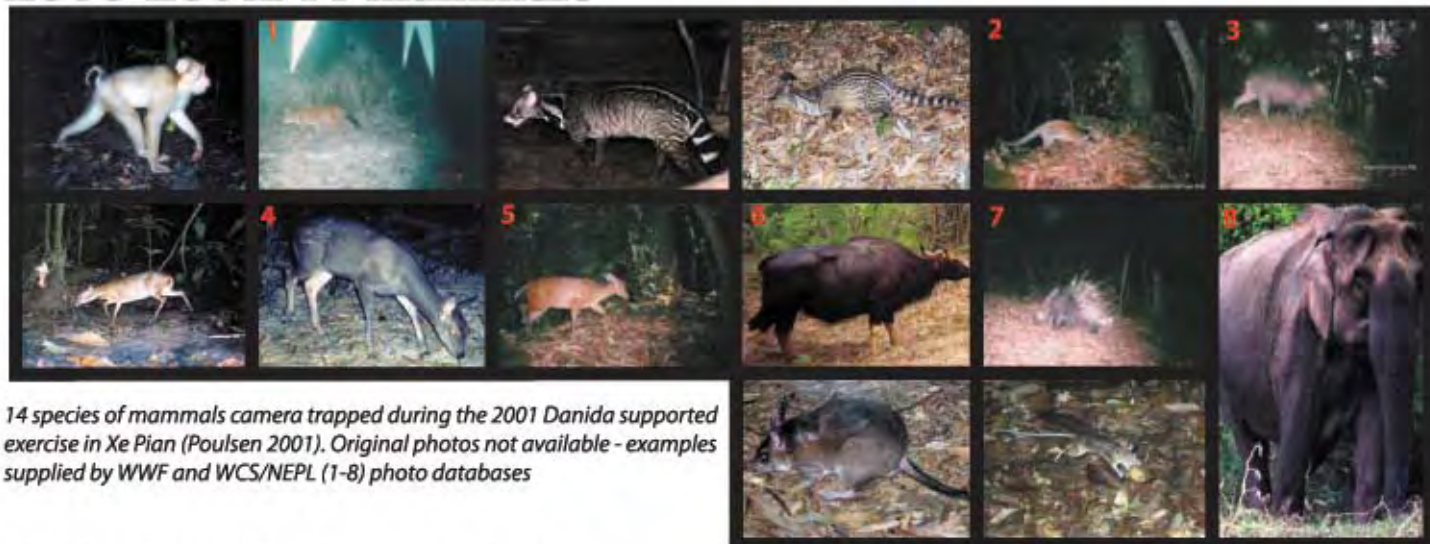 1
2
3
4
5
6
7
8
14 species of mammals camera trapped during the 2001 Danida supported
exercise in Xe Pian (Poulsen 2001). Original photos not available - examples
supplied by WWF and WCS/NEPL (1-8) photo databases